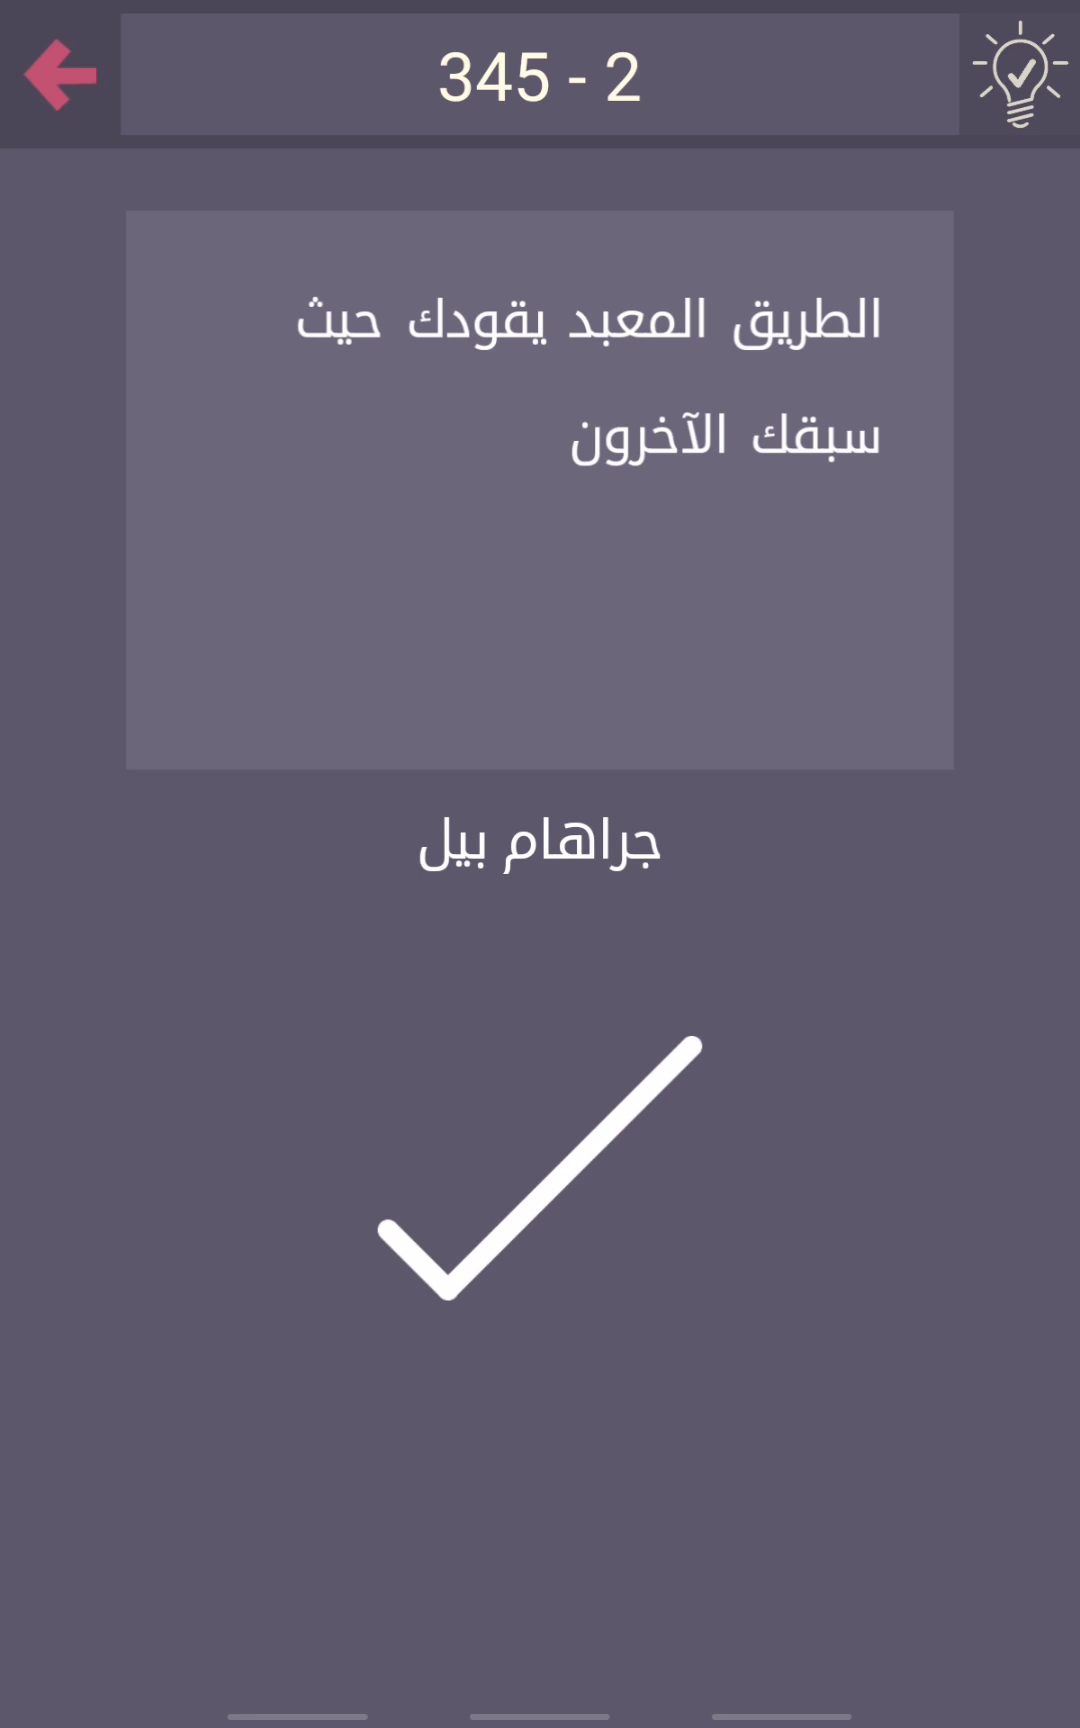 345 - 2
الطريق المعبد يقودك حيث
سبقك الآخرون
جراهام بيل